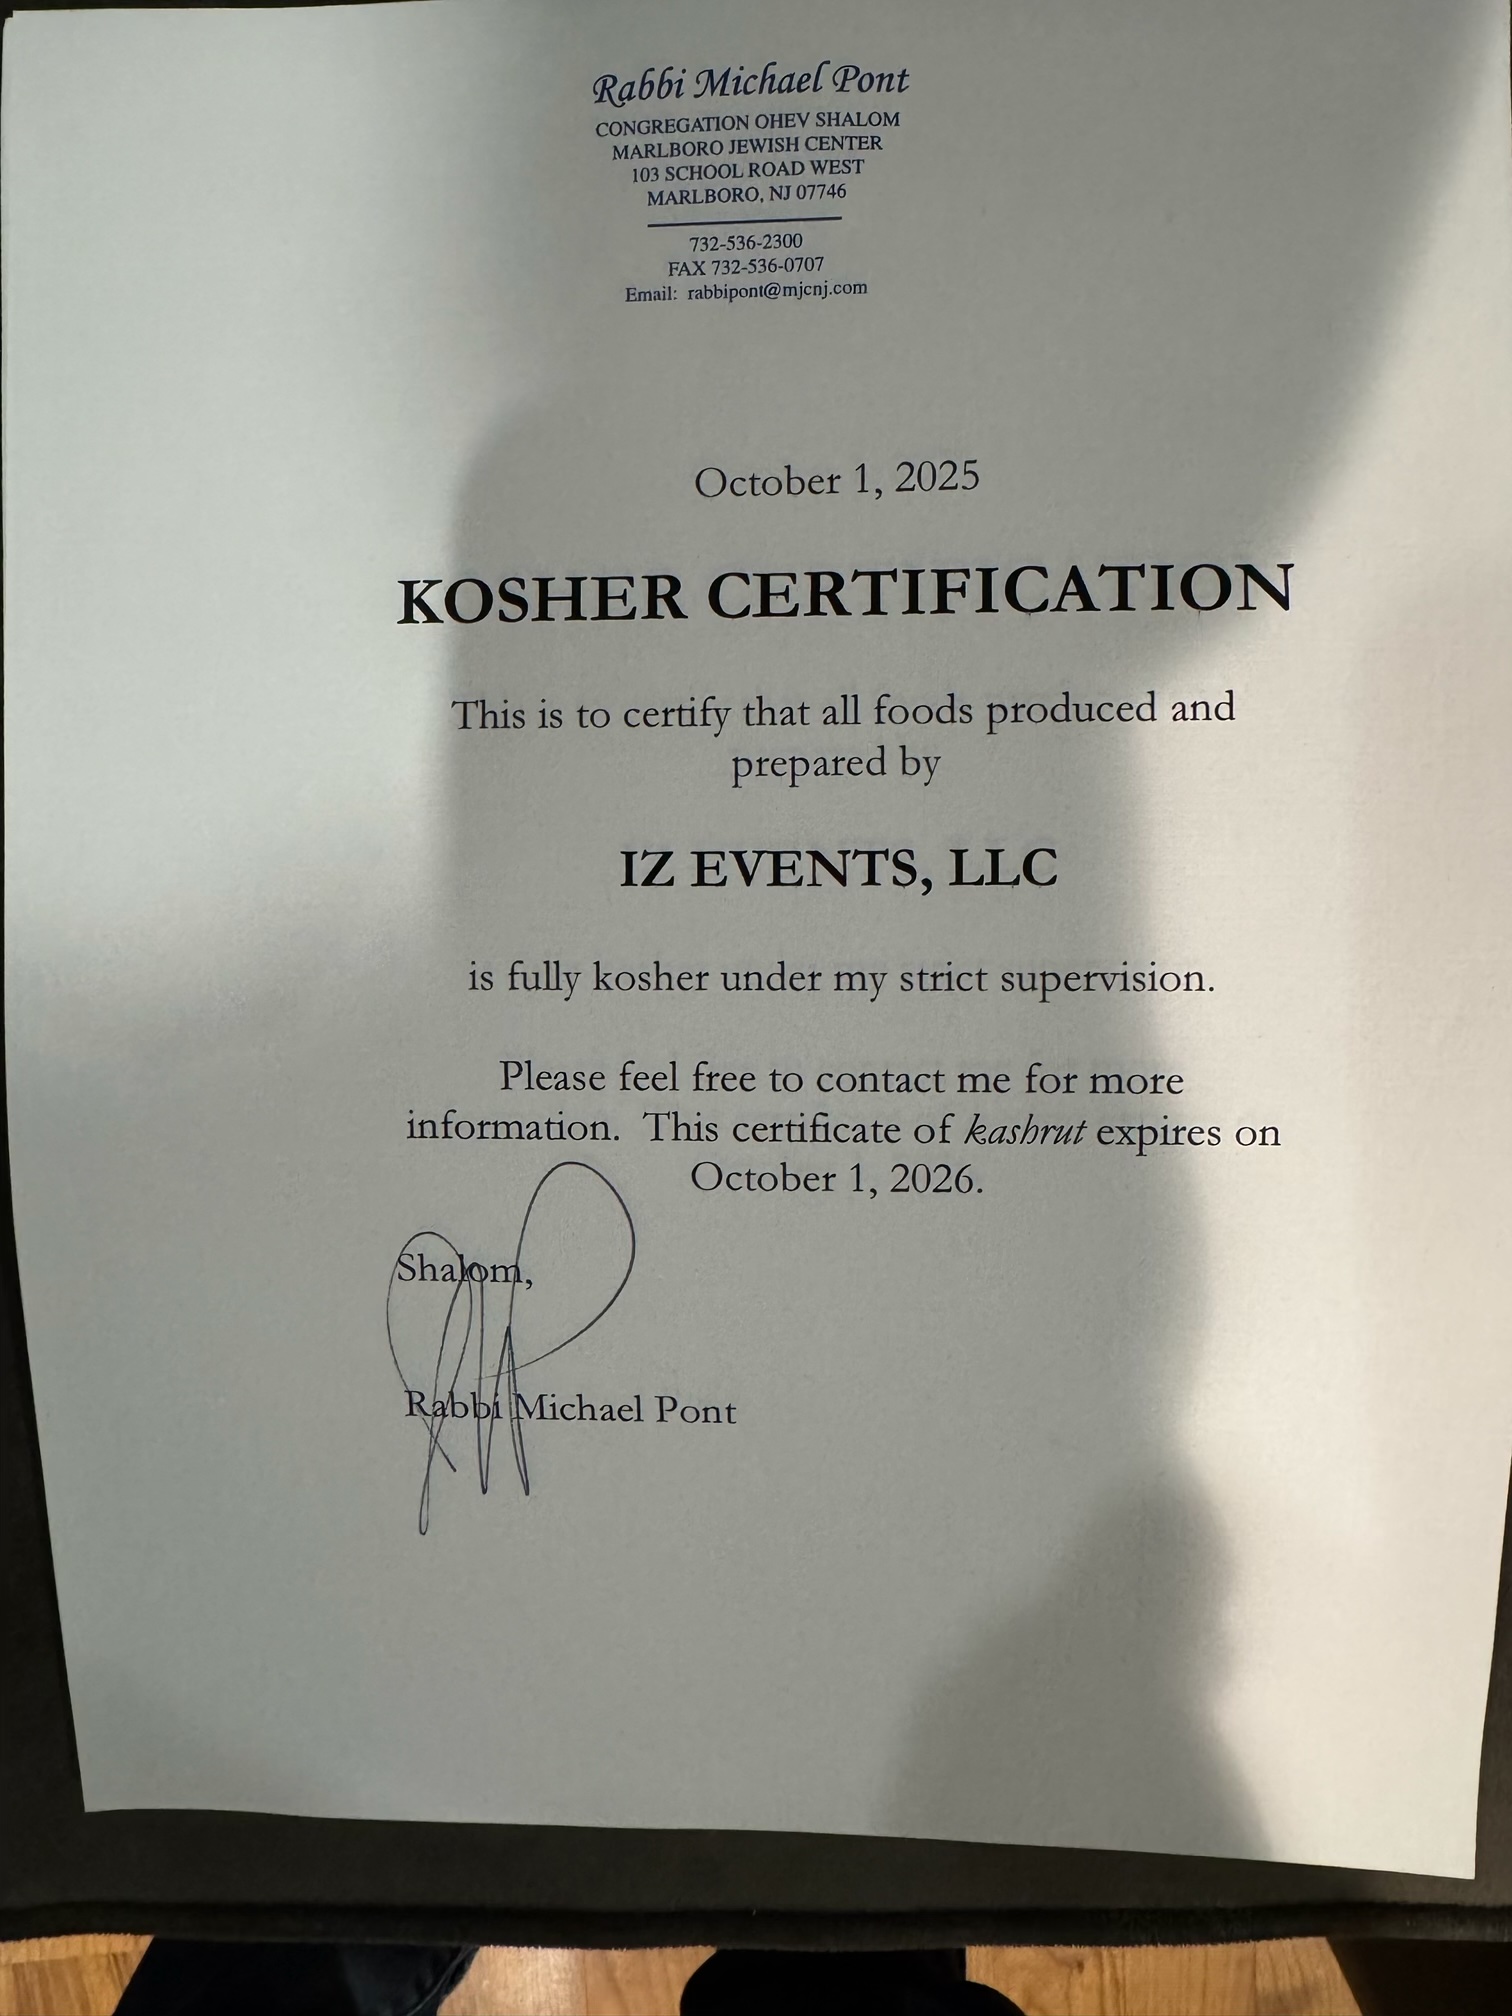 Rabbi Michael Pont
CONGREGATION OHEV SHALOM
MARLBORO JEWISH CENTER
103 SCHOOL ROAD WEST
MARLBORO, NJ 07746
732-536-2300
FAX 732-536-0707
Email: rabbipont@mjcnj.com
October 1, 2025
KOSHER CERTIFICATION
This is to certify that all foods produced and
prepared by
IZ EVENTS, LLC
is fully kosher under my strict supervision.
Please feel free to contact me for more
information. This certificate of kashrut expires on
October 1, 2026.
Shalom,
Rabbi Michael Pont